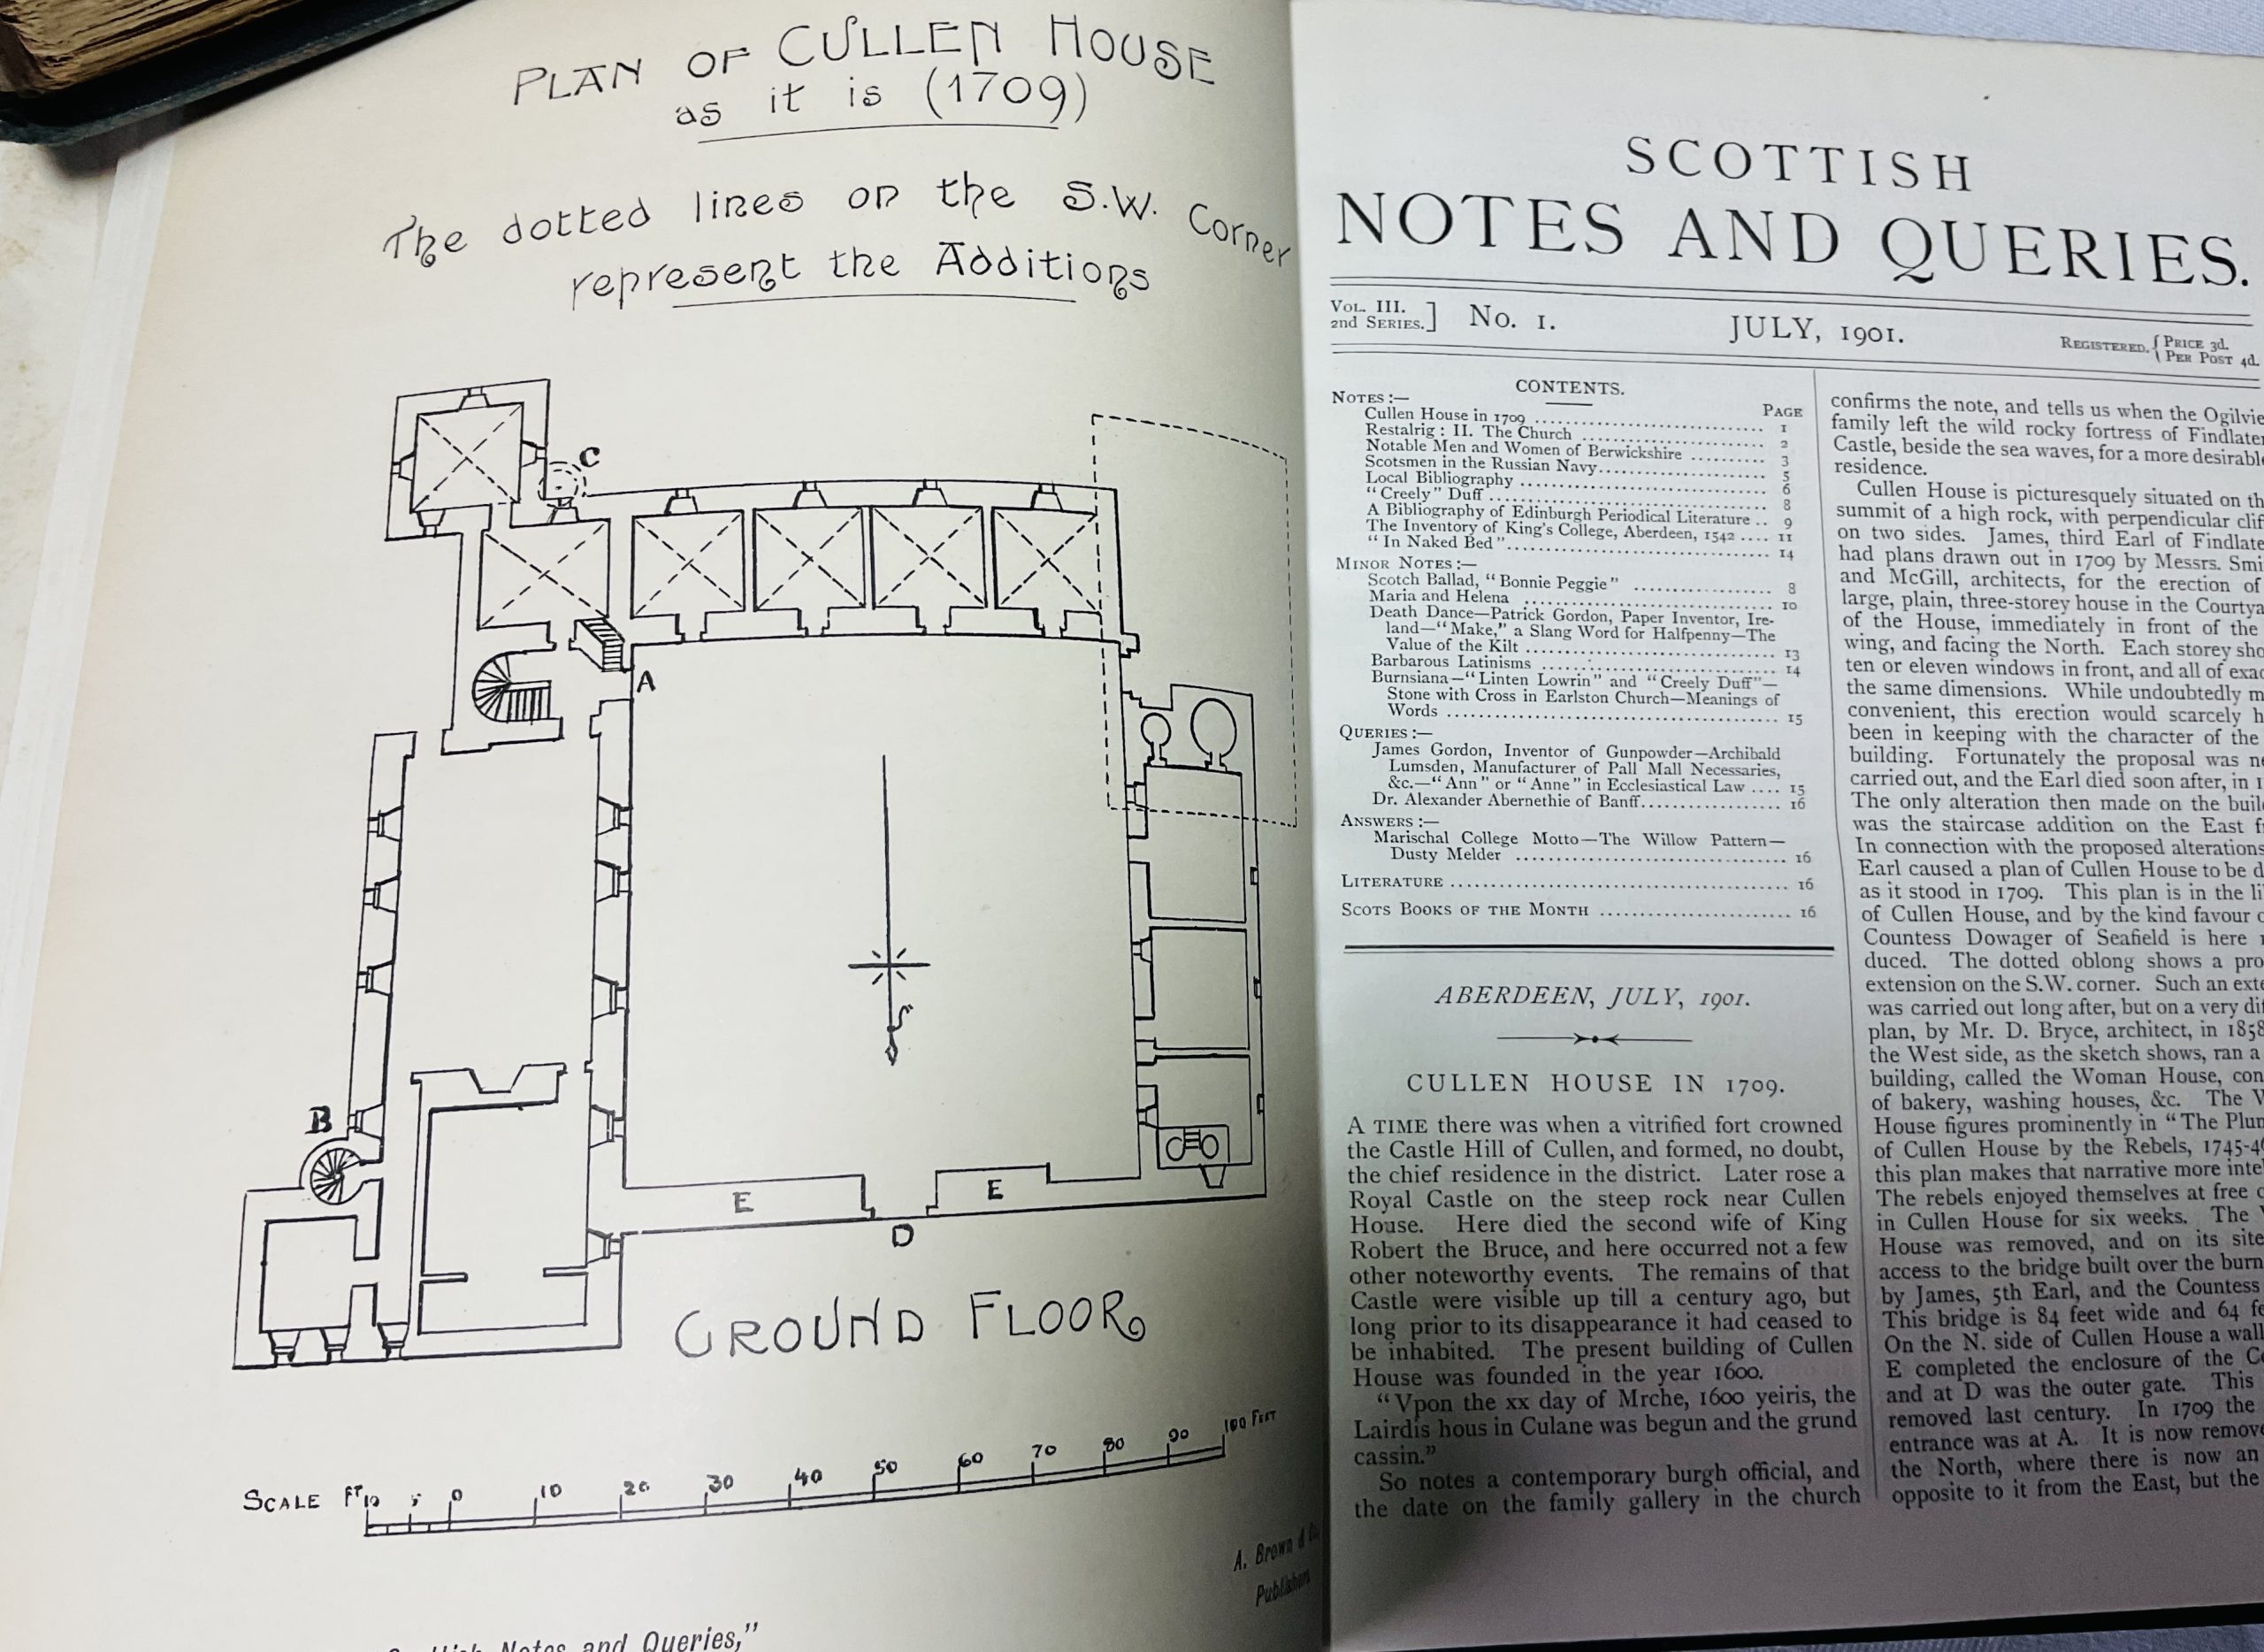 PLAN OF CULLEN HOUSE
as it is (1709)
The dotted lines on the S.W. Corner
represent the Additions
C
A
B
S
E
E
D
GROUND FLOOR
SCALE FT 10 5 0 10 20 30 40 50 60 70 80 90 100 FEET
A. Brown &
Publishers
Notes and Queries,"
SCOTTISH
NOTES AND QUERIES.
VOL. III.
2nd SERIES.] No. 1. JULY, 1901. REGISTERED. { PRICE 3d.
PER POST 4d.
CONTENTS.
NOTES :— PAGE
Cullen House in 1709 .......... 1
Restalrig : II. The Church .......... 2
Notable Men and Women of Berwickshire .......... 3
Scotsmen in the Russian Navy .......... 5
Local Bibliography .......... 6
"Creely" Duff .......... 8
A Bibliography of Edinburgh Periodical Literature .. 9
The Inventory of King's College, Aberdeen, 1542 .... 11
"In Naked Bed" .......... 14
MINOR NOTES :—
Scotch Ballad, "Bonnie Peggie" .......... 8
Maria and Helena .......... 10
Death Dance—Patrick Gordon, Paper Inventor, Ire-
land—"Make," a Slang Word for Halfpenny—The
Value of the Kilt .......... 13
Barbarous Latinisms .......... 14
Burnsiana—"Linten Lowrin" and "Creely Duff"—
Stone with Cross in Earlston Church—Meanings of
Words .......... 15
QUERIES :—
James Gordon, Inventor of Gunpowder—Archibald
Lumsden, Manufacturer of Pall Mall Necessaries,
&c.—"Ann" or "Anne" in Ecclesiastical Law .... 15
Dr. Alexander Abernethie of Banff .......... 16
ANSWERS :—
Marischal College Motto—The Willow Pattern—
Dusty Melder .......... 16
LITERATURE .......... 16
SCOTS BOOKS OF THE MONTH .......... 16
ABERDEEN, JULY, 1901.
CULLEN HOUSE IN 1709.
A TIME there was when a vitrified fort crowned
the Castle Hill of Cullen, and formed, no doubt,
the chief residence in the district. Later rose a
Royal Castle on the steep rock near Cullen
House. Here died the second wife of King
Robert the Bruce, and here occurred not a few
other noteworthy events. The remains of that
Castle were visible up till a century ago, but
long prior to its disappearance it had ceased to
be inhabited. The present building of Cullen
House was founded in the year 1600.
"Vpon the xx day of Mrche, 1600 yeiris, the
Lairdis hous in Culane was begun and the grund
cassin."
So notes a contemporary burgh official, and
the date on the family gallery in the church
confirms the note, and tells us when the Ogilvie
family left the wild rocky fortress of Findlater
Castle, beside the sea waves, for a more desirable
residence.
Cullen House is picturesquely situated on the
summit of a high rock, with perpendicular
on two sides. James, third Earl of
had plans drawn out in 1709 by Messrs.
and McGill, architects, for the erection of
large, plain, three-storey house in the
of the House, immediately in front of the
wing, and facing the North. Each storey
ten or eleven windows in front, and all of
the same dimensions. While undoubtedly
convenient, this erection would scarcely
been in keeping with the character of the
building. Fortunately the proposal was
carried out, and the Earl died soon after, in
The only alteration then made on the
was the staircase addition on the East
In connection with the proposed alterations
Earl caused a plan of Cullen House to be
as it stood in 1709. This plan is in the
of Cullen House, and by the kind favour
Countess Dowager of Seafield is here
duced. The dotted oblong shows a
extension on the S.W. corner. Such an
was carried out long after, but on a very
plan, by Mr. D. Bryce, architect, in 1858
the West side, as the sketch shows, ran a
building, called the Woman House,
of bakery, washing houses, &c. The
House figures prominently in "The
of Cullen House by the Rebels,
this plan makes that narrative more
The rebels enjoyed themselves at free
in Cullen House for six weeks. The
House was removed, and on its site
access to the bridge built over the burn
by James, 5th Earl, and the Countess
This bridge is 84 feet wide and 64
On the N. side of Cullen House a wall
E completed the enclosure of the
and at D was the outer gate. This
removed last century. In 1709 the
entrance was at A. It is now
the North, where there is now an
opposite to it from the East, but the